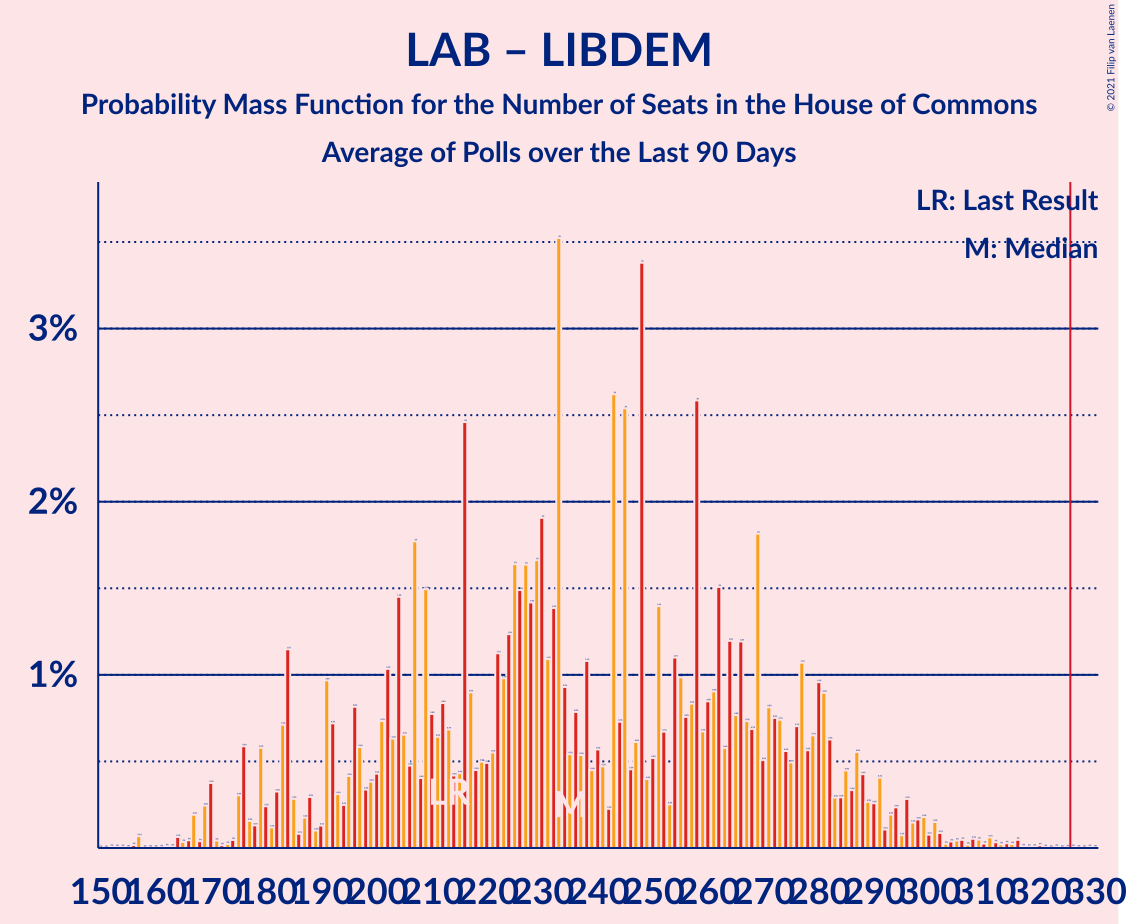 LAB – LIBDEM
Probability Mass Function for the Number of Seats in the House of Commons
Average of Polls over the Last 90 Days
© 2021 Filip van Laenen
LR: Last Result
M: Median
3%
2%
1%
LR
M
150 160 170 180 190 200 210 220 230 240 250 260 270 280 290 300 310 320 330